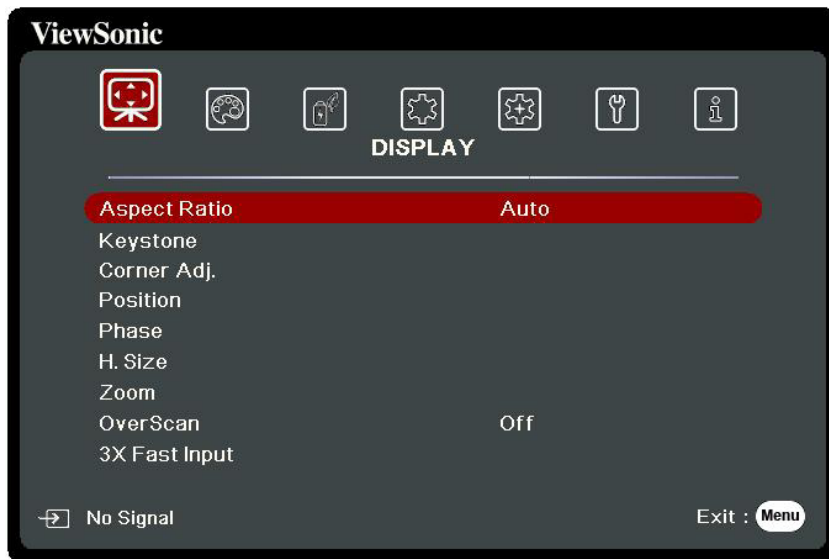 ViewSonic
DISPLAY
Aspect Ratio Auto
Keystone
Corner Adj.
Position
Phase
H. Size
Zoom
OverScan Off
3X Fast Input
No Signal Exit : Menu